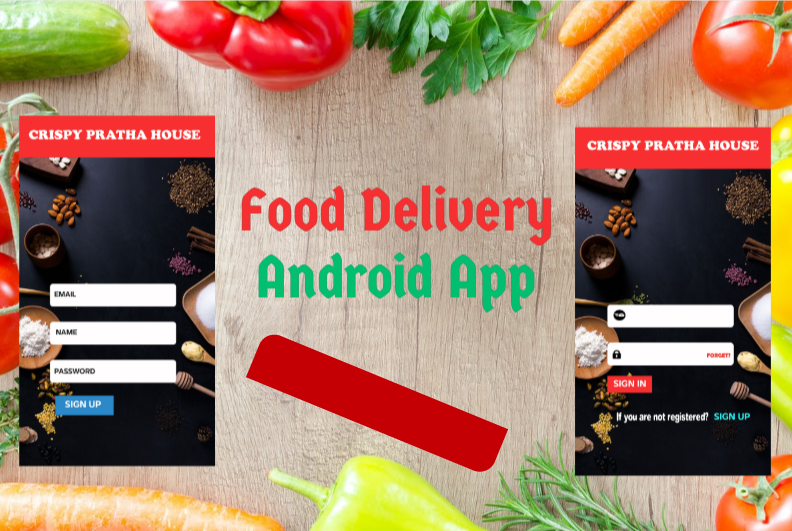 CRISPY PRATHA HOUSE
EMAIL
NAME
PASSWORD
SIGN UP
Food Delivery
Android App
CRISPY PRATHA HOUSE
FORGET?
SIGN IN
If you are not registered? SIGN UP